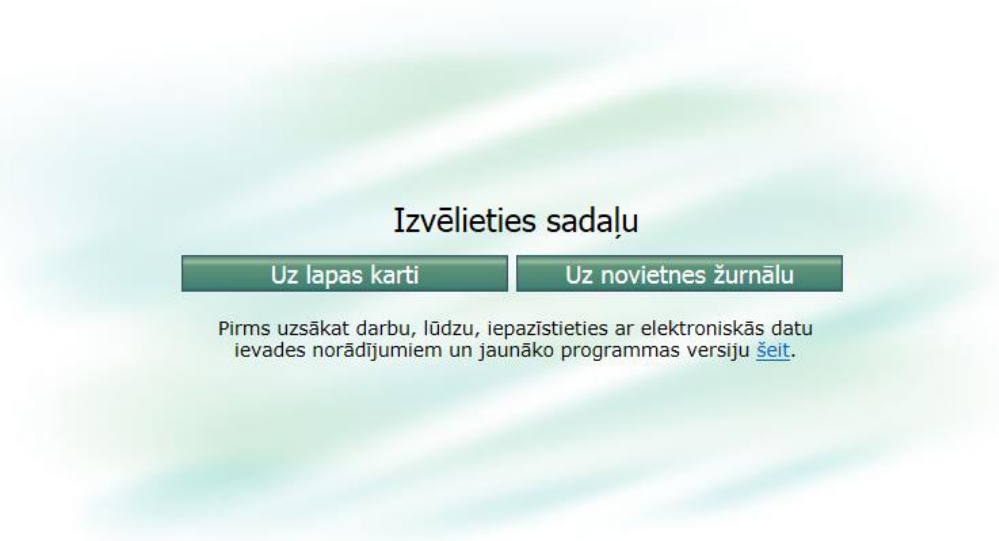 Izvēlieties sadaļu
Uz lapas karti
Uz novietnes žurnālu
Pirms uzsākat darbu, lūdzu, iepazīstieties ar elektroniskās datu
ievades norādījumiem un jaunāko programmas versiju šeit.